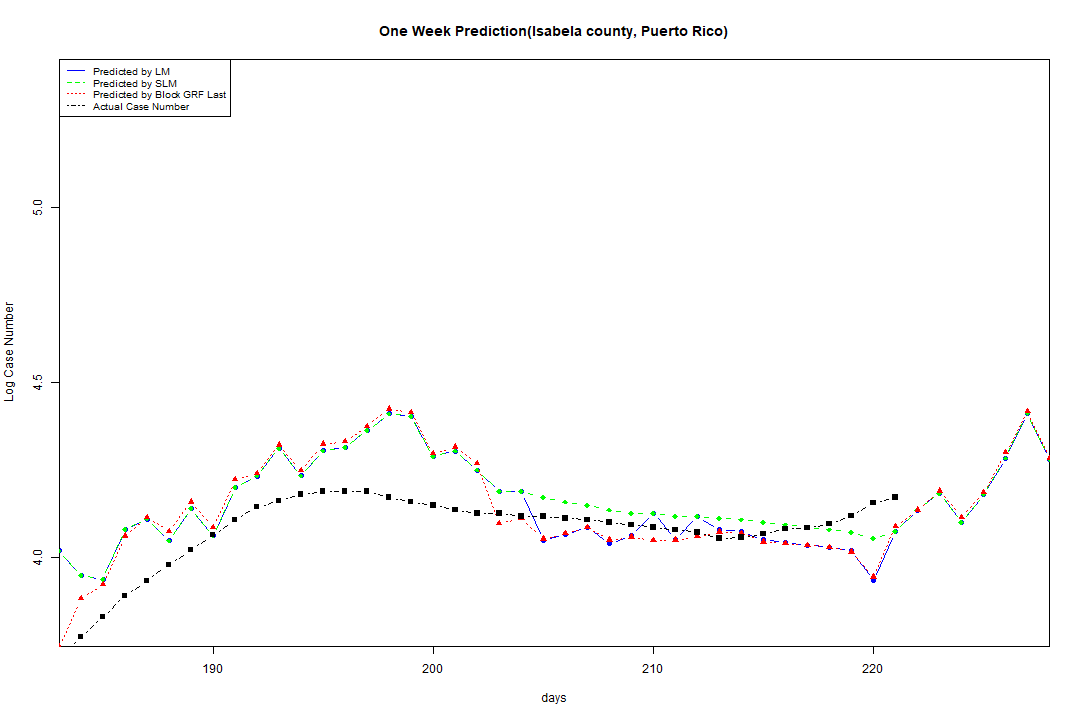 One Week Prediction(Isabela county, Puerto Rico)
Predicted by LM
Predicted by SLM
Predicted by Block GRF Last
Actual Case Number
5.0
4.5
4.0
Log Case Number
190 200 210 220
days